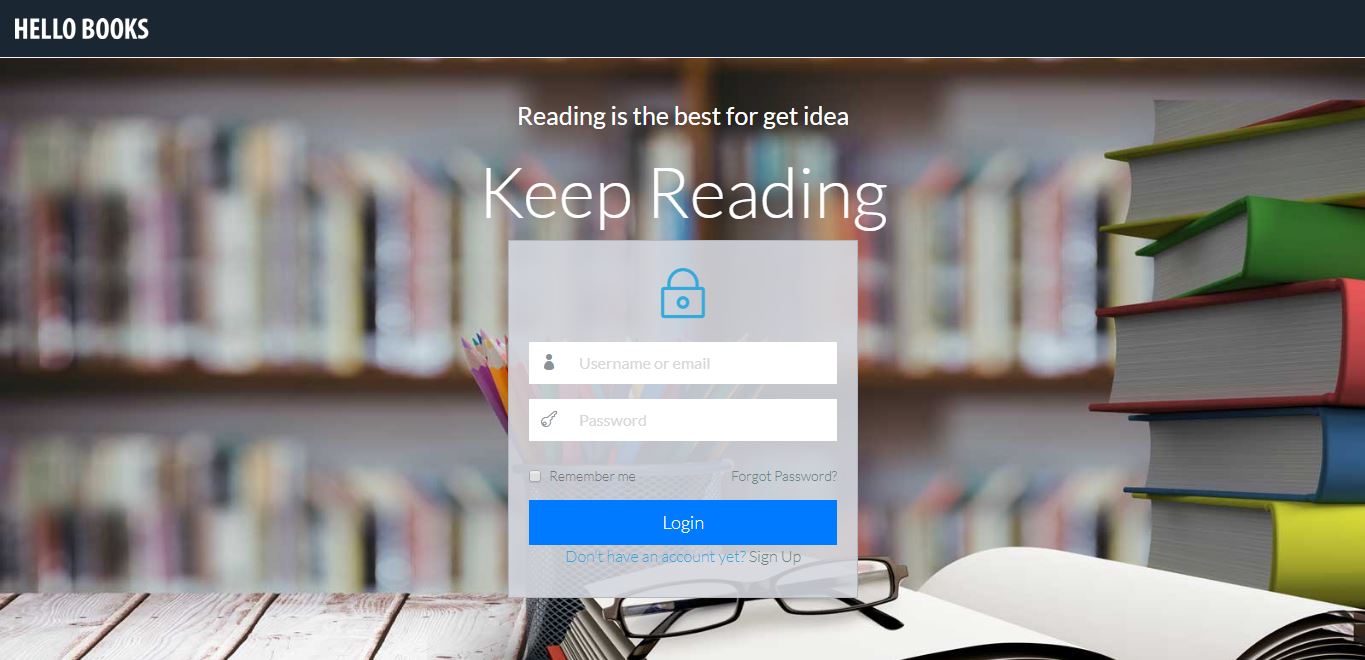 HELLO BOOKS
Reading is the best for get idea
Keep Reading
Username or email
Password
Remember me
Forgot Password?
Login
Don't have an account yet? Sign Up